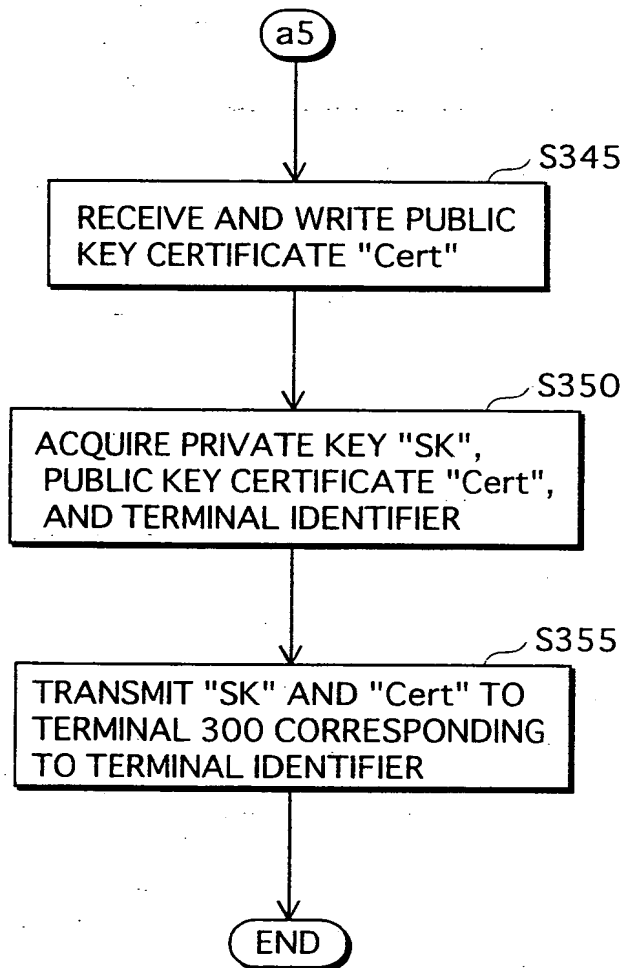 a5
S345
RECEIVE AND WRITE PUBLIC
KEY CERTIFICATE "Cert"
S350
ACQUIRE PRIVATE KEY "SK",
PUBLIC KEY CERTIFICATE "Cert",
AND TERMINAL IDENTIFIER
S355
TRANSMIT "SK" AND "Cert" TO
TERMINAL 300 CORRESPONDING
TO TERMINAL IDENTIFIER
END